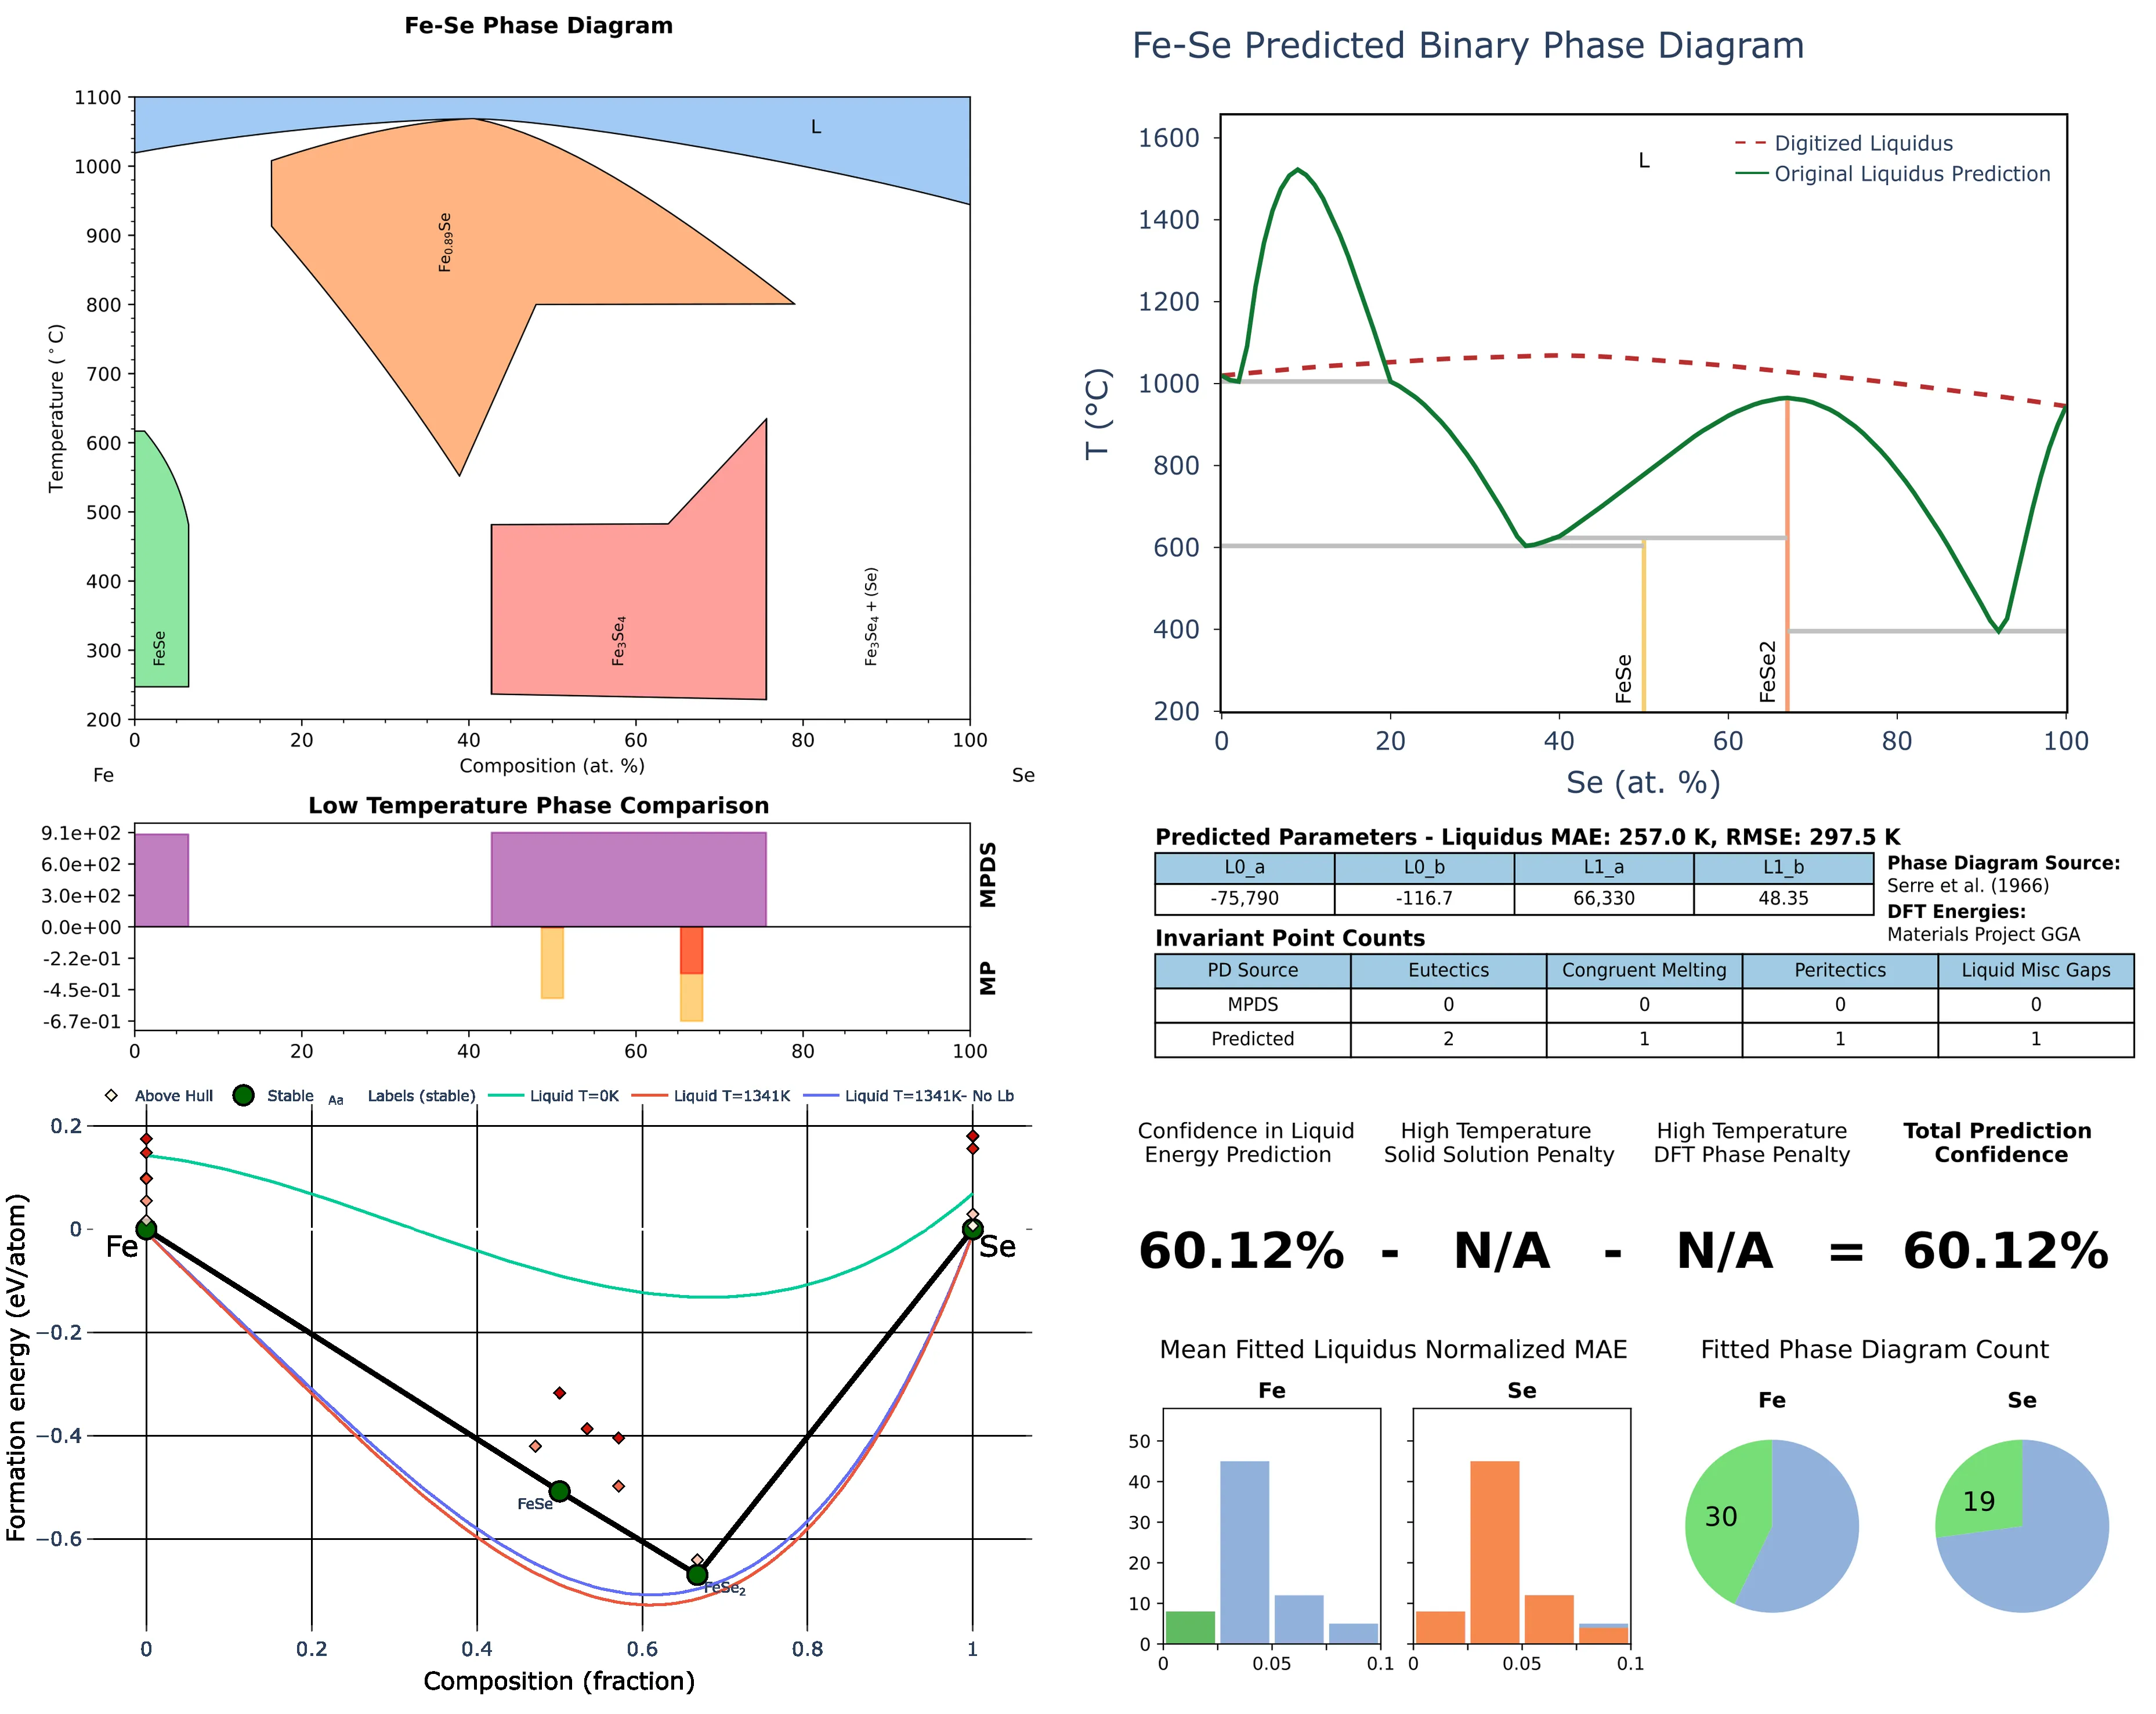 Fe-Se Phase Diagram
1100
1000
900
800
700
600
500
400
300
200
Temperature (°C)
L
Fe0.89Se
FeSe
Fe3Se4
Fe3Se4 + (Se)
0 20 40 60 80 100
Composition (at. %)
Fe Se
Low Temperature Phase Comparison
9.1e+02
6.0e+02
3.0e+02
0.0e+00
-2.2e-01
-4.5e-01
-6.7e-01
MPDS
MP
0 20 40 60 80 100
Above Hull Stable Aa Labels (stable) Liquid T=0K Liquid T=1341K Liquid T=1341K- No Lb
0.2
0
−0.2
−0.4
−0.6
Formation energy (eV/atom)
Fe
Se
FeSe
FeSe2
0 0.2 0.4 0.6 0.8 1
Composition (fraction)
Fe-Se Predicted Binary Phase Diagram
1600
1400
1200
1000
800
600
400
200
T (°C)
L
Digitized Liquidus
Original Liquidus Prediction
FeSe
FeSe2
0 20 40 60 80 100
Se (at. %)
Predicted Parameters - Liquidus MAE: 257.0 K, RMSE: 297.5 K
L0_a L0_b L1_a L1_b
-75,790 -116.7 66,330 48.35
Phase Diagram Source:
Serre et al. (1966)
DFT Energies:
Materials Project GGA
Invariant Point Counts
PD Source Eutectics Congruent Melting Peritectics Liquid Misc Gaps
MPDS 0 0 0 0
Predicted 2 1 1 1
Confidence in Liquid
Energy Prediction
High Temperature
Solid Solution Penalty
High Temperature
DFT Phase Penalty
Total Prediction
Confidence
60.12% - N/A - N/A = 60.12%
Mean Fitted Liquidus Normalized MAE
Fe
Se
50
40
30
20
10
0
0 0.05 0.1
0 0.05 0.1
Fitted Phase Diagram Count
Fe
Se
30
19